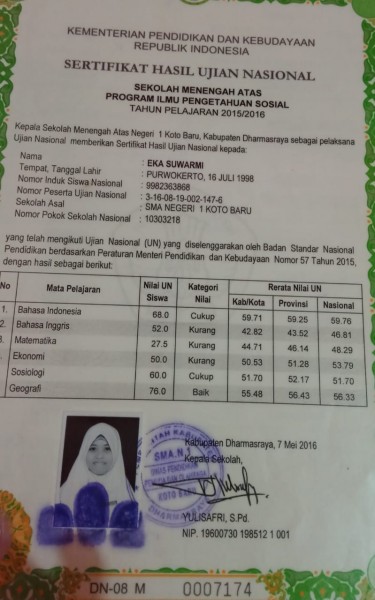 KEMENTERIAN PENDIDIKAN DAN KEBUDAYAAN
REPUBLIK INDONESIA
SERTIFIKAT HASIL UJIAN NASIONAL
SEKOLAH MENENGAH ATAS
PROGRAM ILMU PENGETAHUAN SOSIAL
TAHUN PELAJARAN 2015/2016
Kepala Sekolah Menengah Atas Negeri 1 Koto Baru, Kabupaten Dharmasraya sebagai pelaksana
Ujian Nasional memberikan Sertifikat Hasil Ujian Nasional kepada:
Nama : EKA SUWARMI
Tempat, Tanggal Lahir : PURWOKERTO, 16 JULI 1998
Nomor Induk Siswa Nasional : 9982363868
Nomor Peserta Ujian Nasional : 3-16-08-19-002-147-6
Sekolah Asal : SMA NEGERI 1 KOTO BARU
Nomor Pokok Sekolah Nasional : 10303218
yang telah mengikuti Ujian Nasional (UN) yang diselenggarakan oleh Badan Standar Nasional
Pendidikan berdasarkan Peraturan Menteri Pendidikan dan Kebudayaan Nomor 57 Tahun 2015,
dengan hasil sebagai berikut:
Mata Pelajaran Nilai UN Siswa Kategori Nilai Rerata Nilai UN
Kab/Kota Provinsi Nasional
1. Bahasa Indonesia 68.0 Cukup 59.71 59.25 59.76
2. Bahasa Inggris 52.0 Kurang 42.82 43.52 46.81
3. Matematika 27.5 Kurang 44.71 46.14 48.29
Ekonomi 50.0 Kurang 50.53 51.28 53.79
Sosiologi 60.0 Cukup 51.70 52.17 51.70
Geografi 76.0 Baik 55.48 56.43 56.33
Kabupaten Dharmasraya, 7 Mei 2016
Kepala Sekolah,
SMA.N.1
KOTO BARU
YULISAFRI, S.Pd.
NIP. 19600730 198512 1 001
DN-08 M 0007174